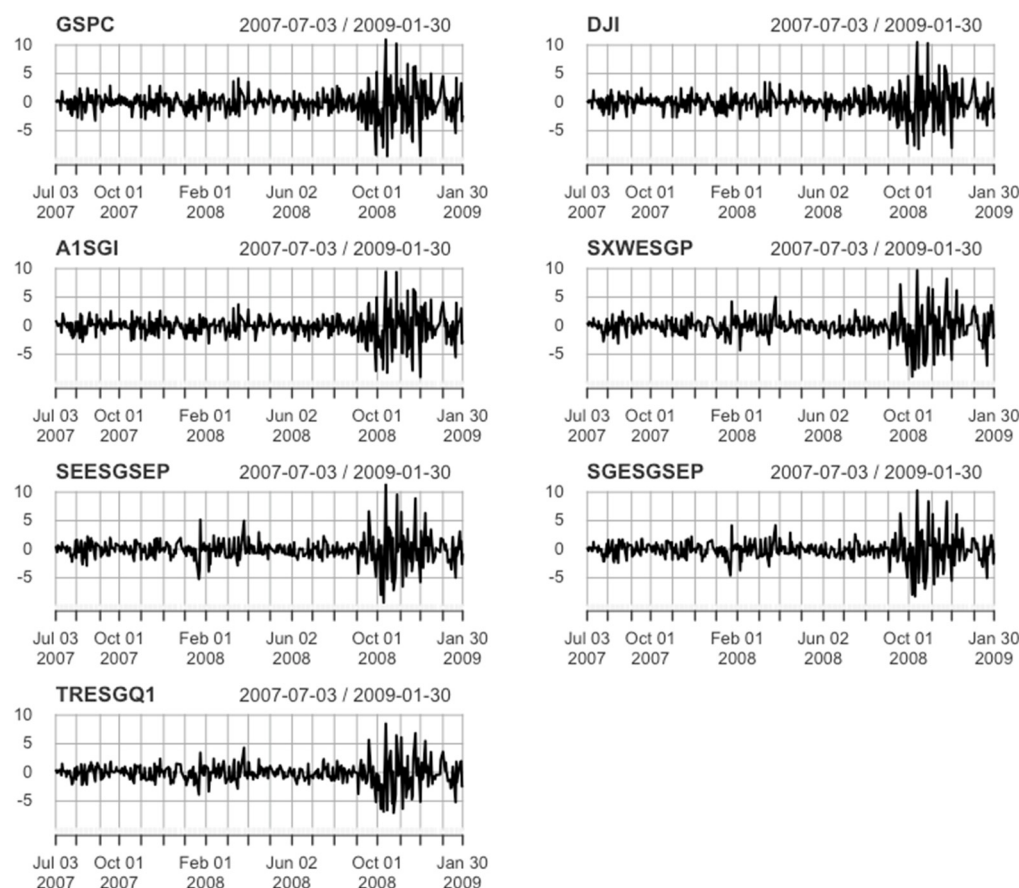 GSPC 2007-07-03 / 2009-01-30
10
5
0
-5
Jul 03 Oct 01 Feb 01 Jun 02 Oct 01 Jan 30
2007 2007 2008 2008 2008 2009
DJI 2007-07-03 / 2009-01-30
10
5
0
-5
Jul 03 Oct 01 Feb 01 Jun 02 Oct 01 Jan 30
2007 2007 2008 2008 2008 2009
A1SGI 2007-07-03 / 2009-01-30
10
5
0
-5
Jul 03 Oct 01 Feb 01 Jun 02 Oct 01 Jan 30
2007 2007 2008 2008 2008 2009
SXWESGP 2007-07-03 / 2009-01-30
10
5
0
-5
Jul 03 Oct 01 Feb 01 Jun 02 Oct 01 Jan 30
2007 2007 2008 2008 2008 2009
SEESGSEP 2007-07-03 / 2009-01-30
10
5
0
-5
Jul 03 Oct 01 Feb 01 Jun 02 Oct 01 Jan 30
2007 2007 2008 2008 2008 2009
SGESGSEP 2007-07-03 / 2009-01-30
10
5
0
-5
Jul 03 Oct 01 Feb 01 Jun 02 Oct 01 Jan 30
2007 2007 2008 2008 2008 2009
TRESGQ1 2007-07-03 / 2009-01-30
10
5
0
-5
Jul 03 Oct 01 Feb 01 Jun 02 Oct 01 Jan 30
2007 2007 2008 2008 2008 2009